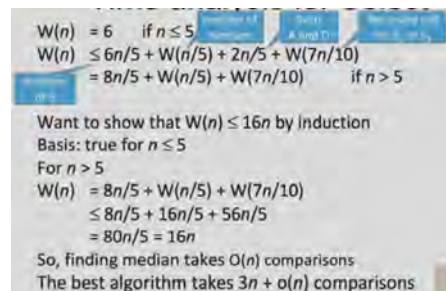 W(n) = 6 if n ≤ 5
W(n) ≤ 6n/5 + W(n/5) + 2n/5 + W(7n/10)
= 8n/5 + W(n/5) + W(7n/10) if n > 5
Want to show that W(n) ≤ 16n by induction
Basis: true for n ≤ 5
For n > 5
W(n) = 8n/5 + W(n/5) + W(7n/10)
≤ 8n/5 + 16n/5 + 56n/5
= 80n/5 = 16n
So, finding median takes O(n) comparisons
The best algorithm takes 3n + o(n) comparisons